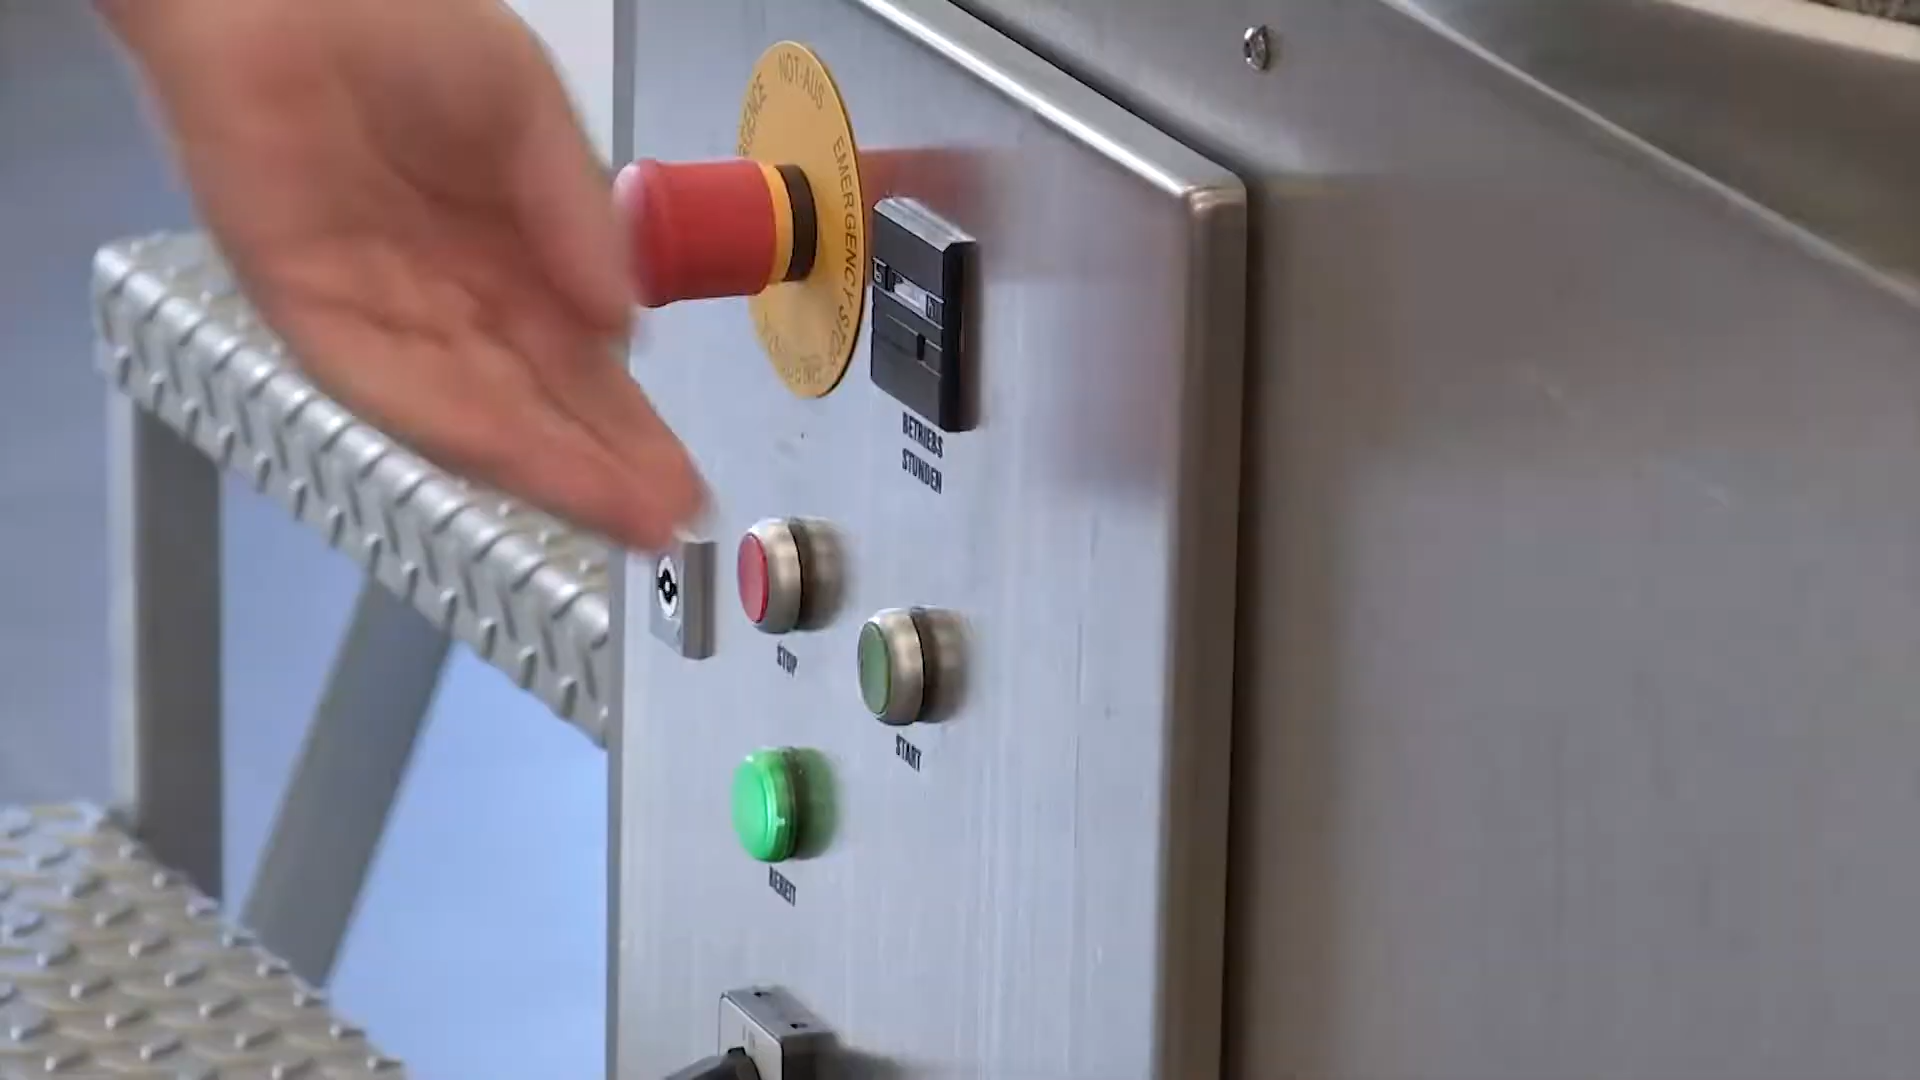 NOT-AUS
EMERGENCY STOP
BETRIEBS
STUNDEN
STOP
START
BEREIT